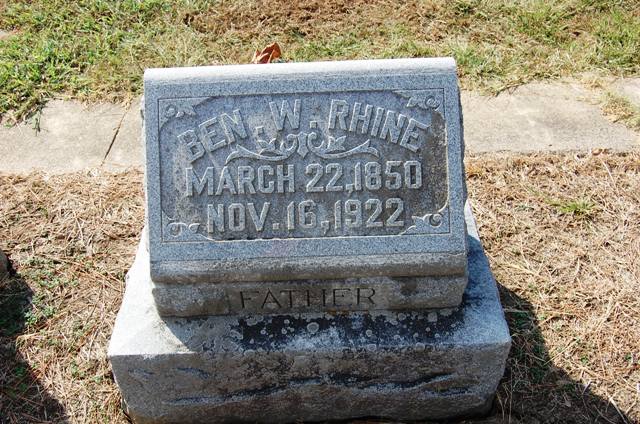 BEN. W. RHINE
MARCH 22, 1850
NOV. 16, 1922
FATHER